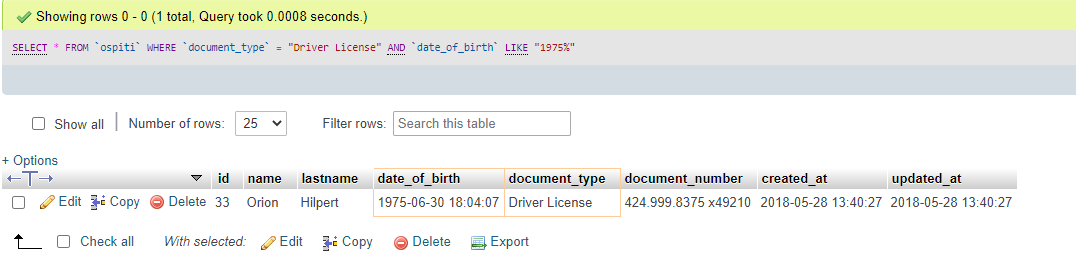 Showing rows 0 - 0 (1 total, Query took 0.0008 seconds.)
SELECT * FROM `ospiti` WHERE `document_type` = "Driver License" AND `date_of_birth` LIKE "1975%"
Show all Number of rows: 25 Filter rows: Search this table
+ Options
←T→ id name lastname date_of_birth document_type document_number created_at updated_at
Edit Copy Delete 33 Orion Hilpert 1975-06-30 18:04:07 Driver License 424.999.8375 x49210 2018-05-28 13:40:27 2018-05-28 13:40:27
Check all With selected: Edit Copy Delete Export